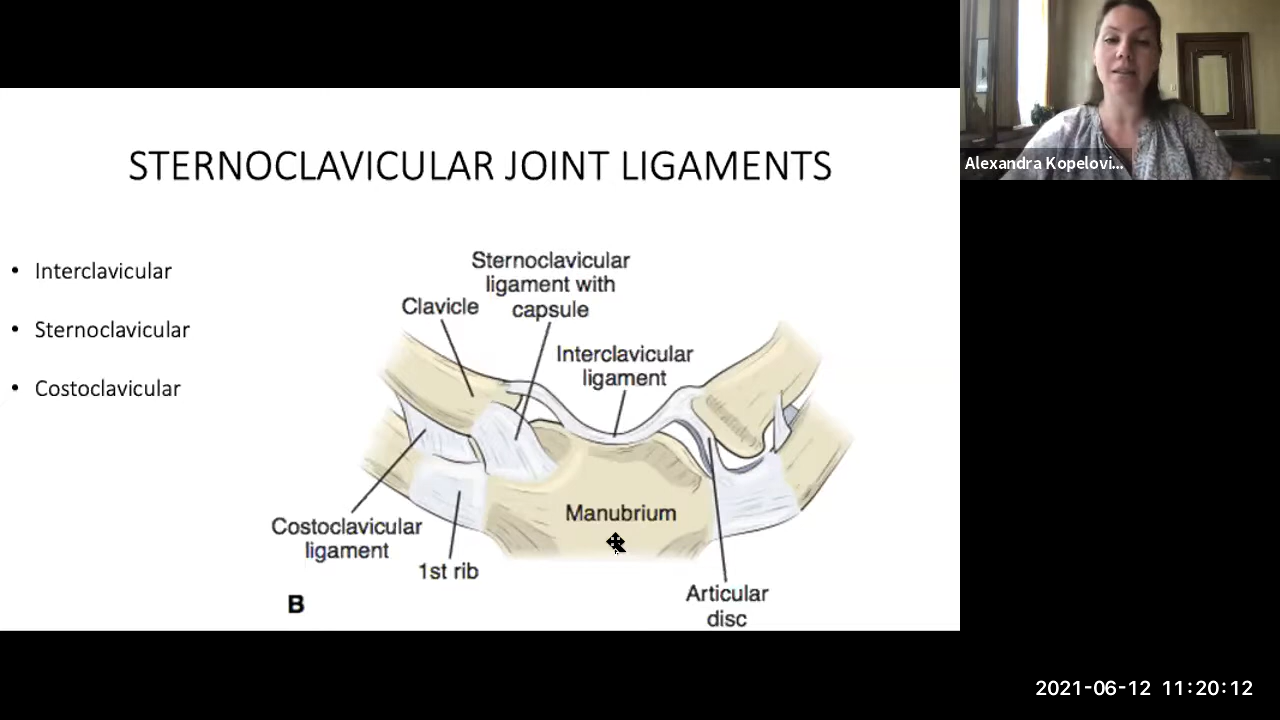 STERNOCLAVICULAR JOINT LIGAMENTS
• Interclavicular
• Sternoclavicular
• Costoclavicular
Sternoclavicular
ligament with
capsule
Clavicle
Interclavicular
ligament
Manubrium
Costoclavicular
ligament
1st rib
Articular
disc
B
Alexandra Kopelovi...
2021-06-12 11:20:12